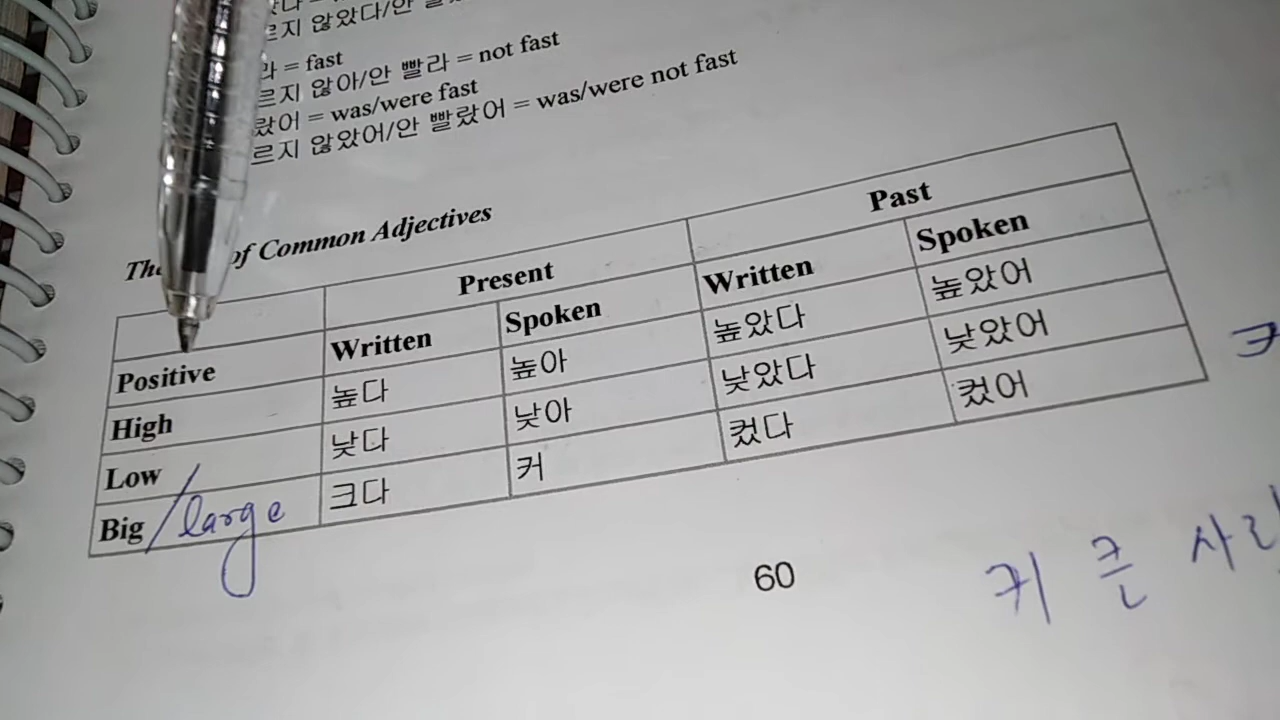 르지 않았다/안
라 = fast
르지 않아/안 빨라 = not fast
랐어 = was/were fast
르지 않았어/안 빨랐어 = was/were not fast
of Common Adjectives
Present Past
Positive Written Spoken Written Spoken
High 높다 높아 높았다 높았어
Low 낮다 낮아 낮았다 낮았어
Big /large 크다 커 컸다 컸어
60
키 큰 사